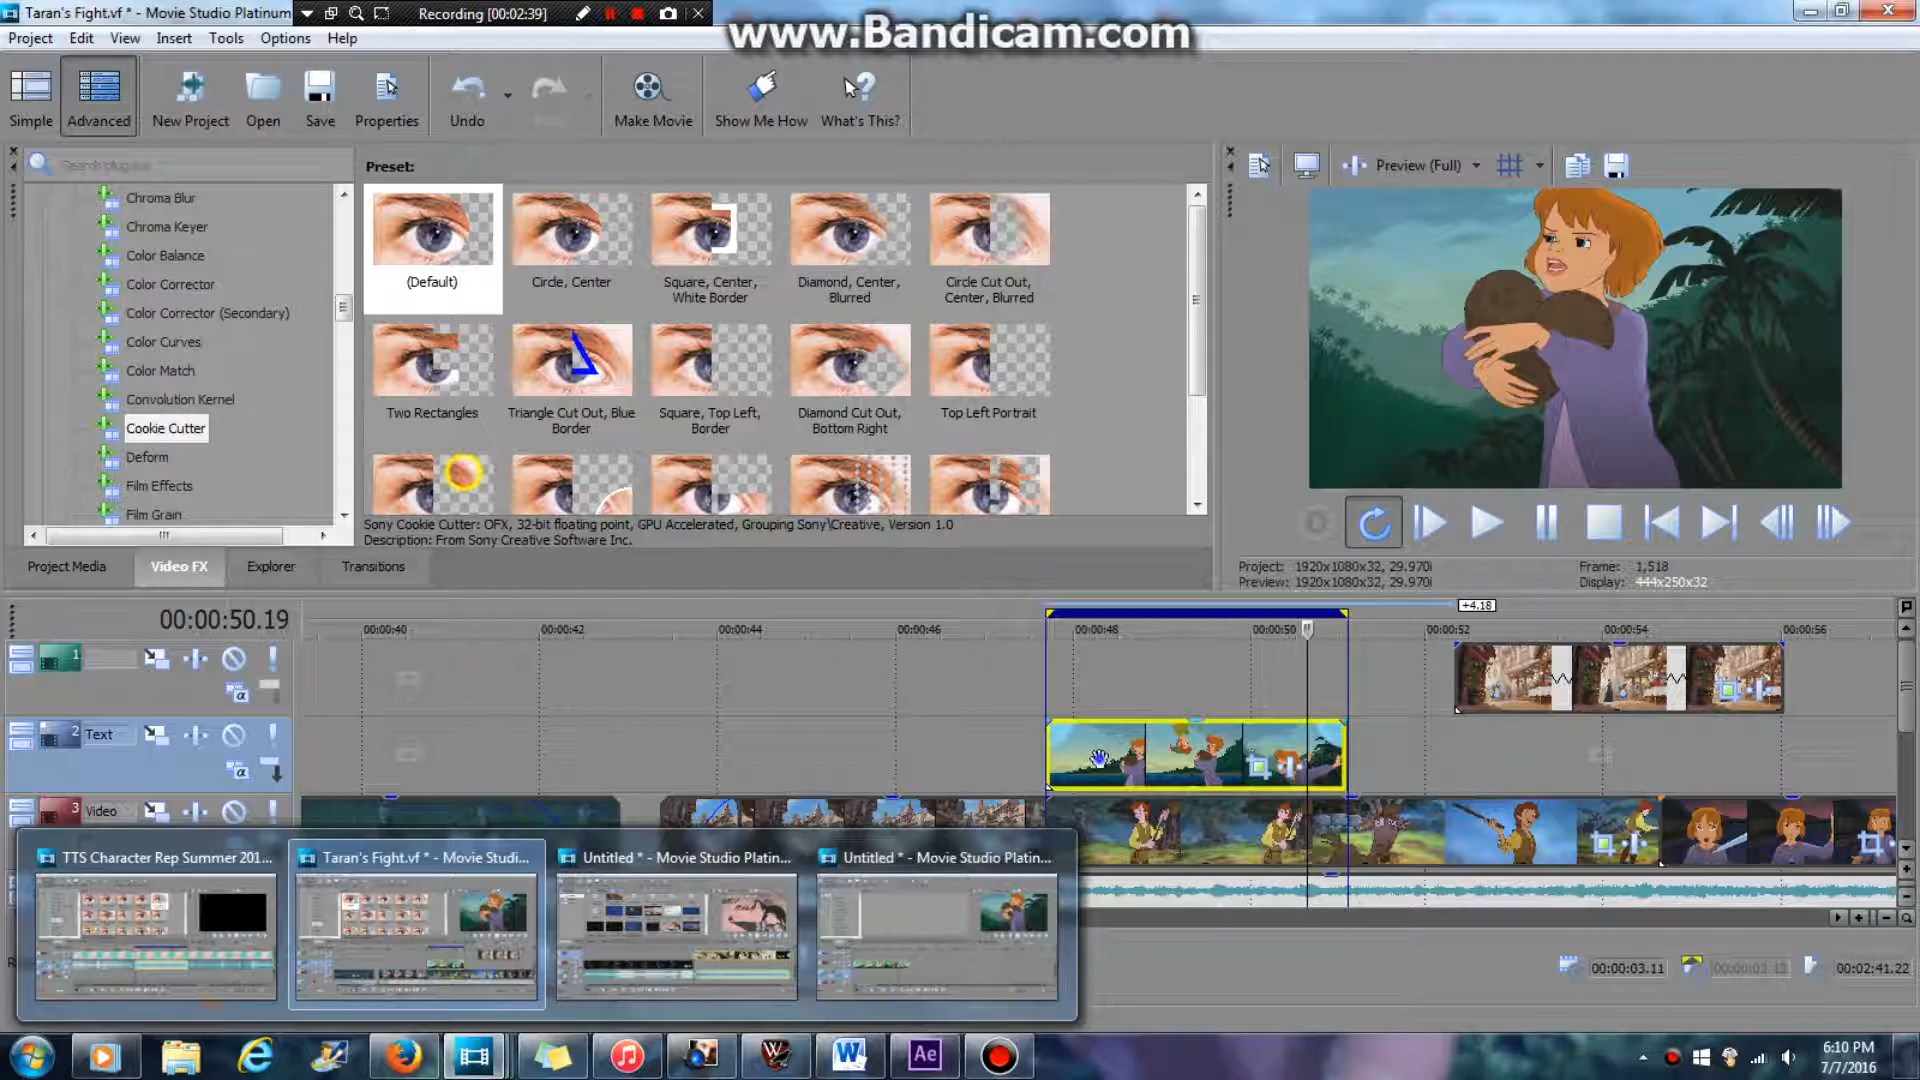 Taran's Fight.vf * - Movie Studio Platinum
Recording [00:02:39]
www.Bandicam.com
Project Edit View Insert Tools Options Help
Simple Advanced New Project Open Save Properties Undo Make Movie Show Me How What's This?
Preset:
Preview (Full)
Chroma Blur
Chroma Keyer
Color Balance
Color Corrector
Color Corrector (Secondary)
Color Curves
Color Match
Convolution Kernel
Cookie Cutter
Deform
Film Effects
Film Grain
(Default)
Circle, Center
Square, Center, White Border
Diamond, Center, Blurred
Circle Cut Out, Center, Blurred
Two Rectangles
Triangle Cut Out, Blue Border
Square, Top Left, Border
Diamond Cut Out, Bottom Right
Top Left Portrait
Sony Cookie Cutter: OFX, 32-bit floating point, GPU Accelerated, Grouping Sony\Creative, Version 1.0
Description: From Sony Creative Software Inc.
Project Media Video FX Explorer Transitions
Project: 1920x1080x32, 29.970i
Preview: 1920x1080x32, 29.970i
Frame: 1,518
Display: 444x250x32
00:00:50.19
+4.18
00:00:40 00:00:42 00:00:44 00:00:46 00:00:48 00:00:50 00:00:52 00:00:54 00:00:56
1
2 Text
3 Video
TTS Character Rep Summer 201...
Taran's Fight.vf * - Movie Studi...
Untitled * - Movie Studio Platin...
Untitled * - Movie Studio Platin...
00:00:03.11
00:02:41.22
Ae
6:10 PM
7/7/2016